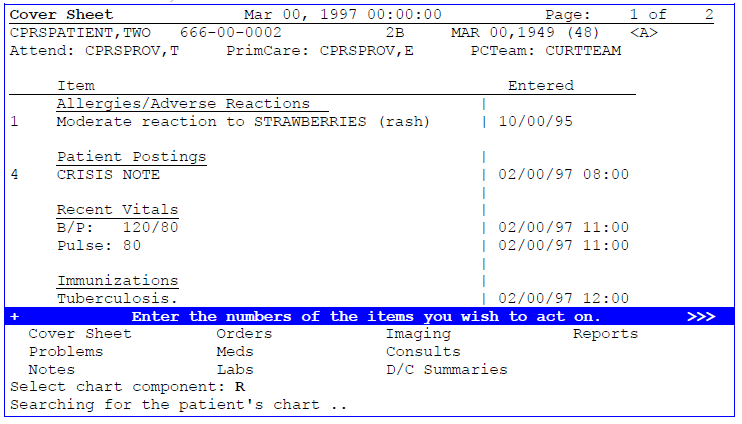 Cover Sheet Mar 00, 1997 00:00:00 Page: 1 of 2
CPRSPATIENT,TWO 666-00-0002 2B MAR 00,1949 (48) <A>
Attend: CPRSPROV,T PrimCare: CPRSPROV,E PCTeam: CURTTEAM
Item Entered
Allergies/Adverse Reactions |
1 Moderate reaction to STRAWBERRIES (rash) | 10/00/95
Patient Postings |
4 CRISIS NOTE | 02/00/97 08:00
|
Recent Vitals |
B/P: 120/80 | 02/00/97 11:00
Pulse: 80 | 02/00/97 11:00
|
Immunizations |
Tuberculosis. | 02/00/97 12:00
+ Enter the numbers of the items you wish to act on. >>>
Cover Sheet Orders Imaging Reports
Problems Meds Consults
Notes Labs D/C Summaries
Select chart component: R
Searching for the patient's chart ..